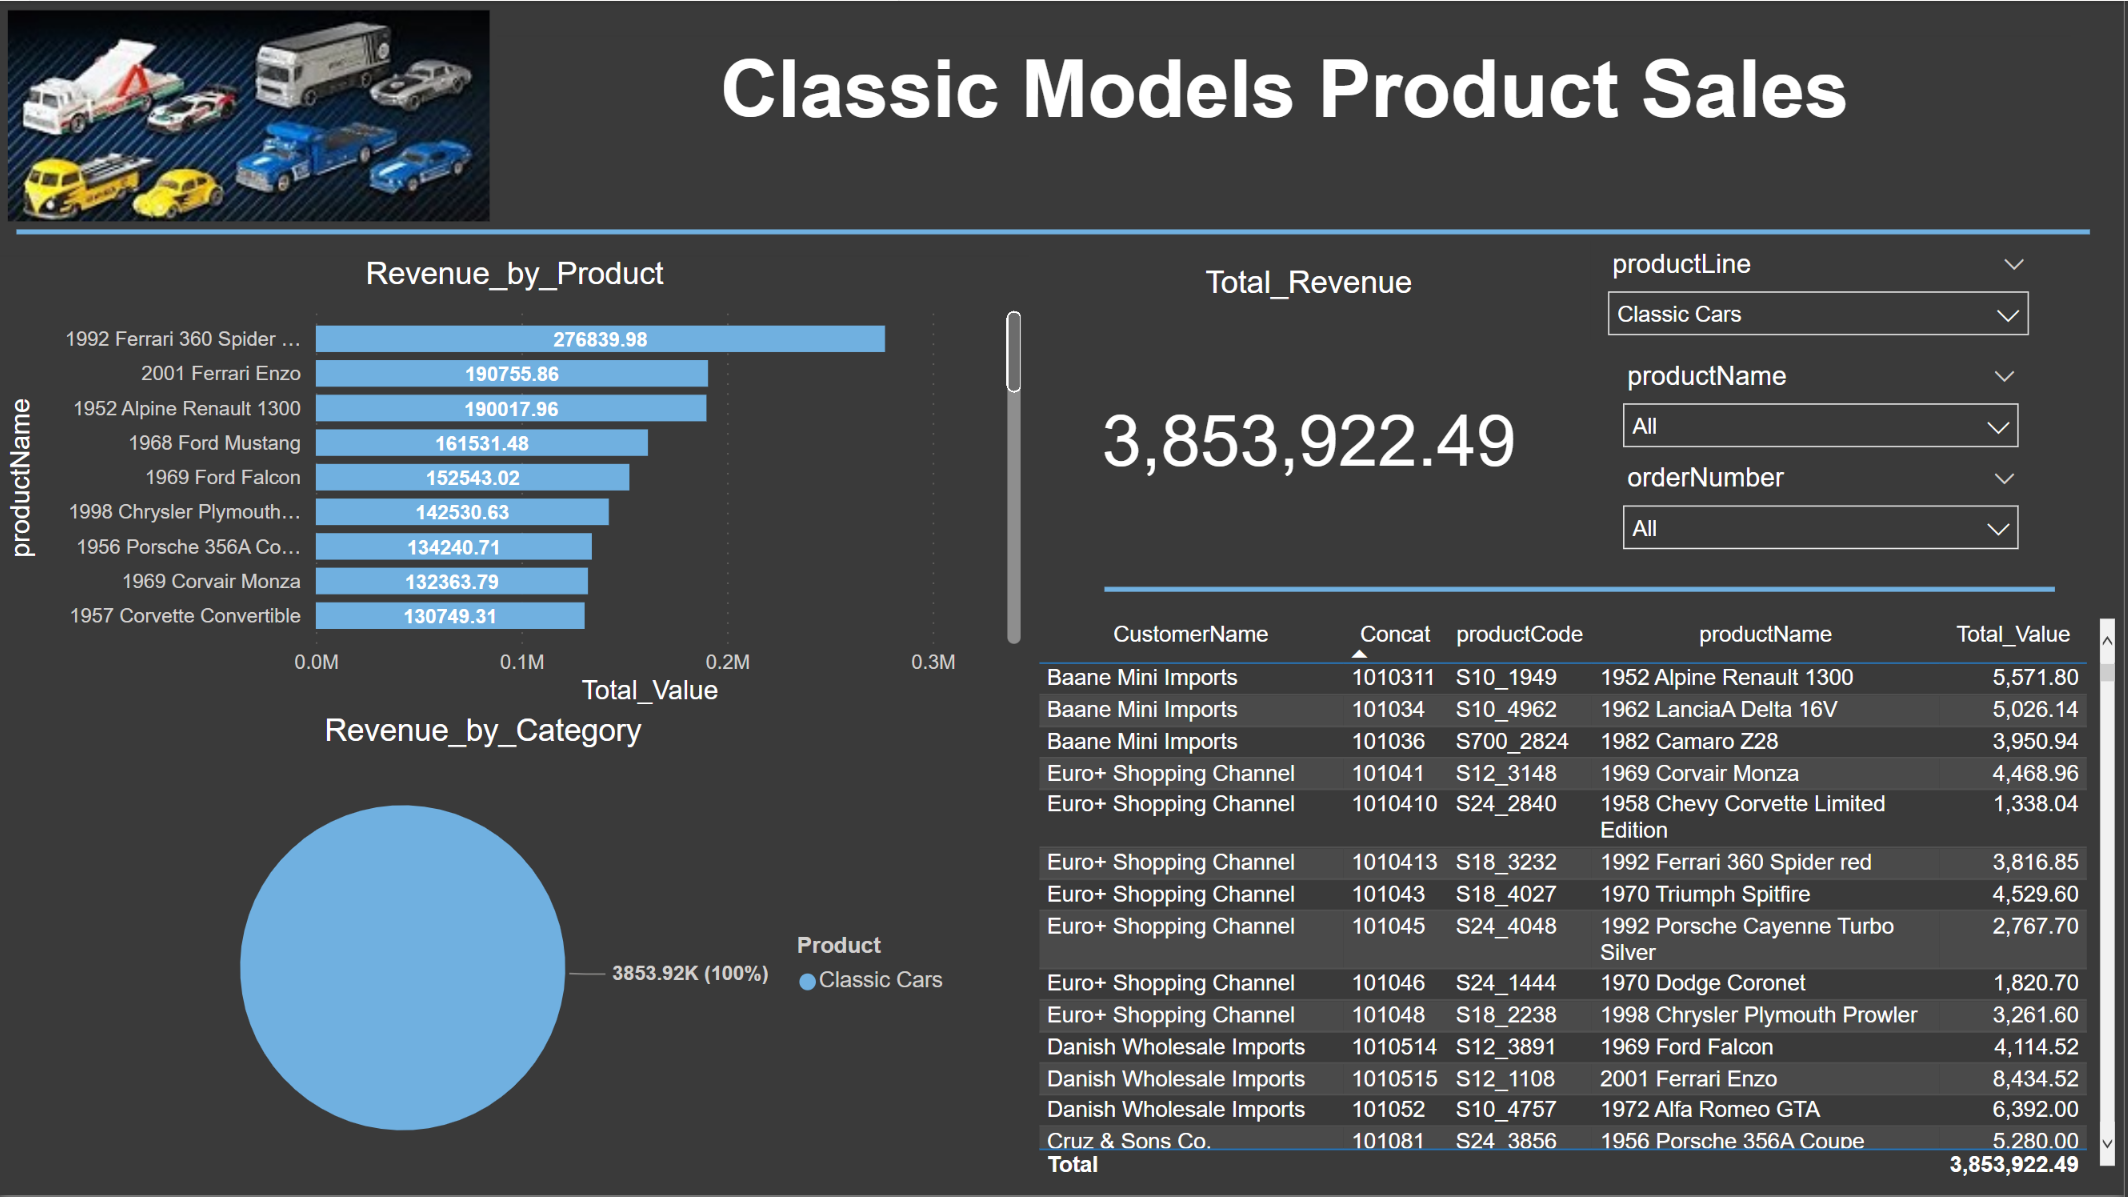 Classic Models Product Sales
Revenue_by_Product
productName
1992 Ferrari 360 Spider … 276839.98
2001 Ferrari Enzo 190755.86
1952 Alpine Renault 1300 190017.96
1968 Ford Mustang 161531.48
1969 Ford Falcon 152543.02
1998 Chrysler Plymouth… 142530.63
1956 Porsche 356A Co… 134240.71
1969 Corvair Monza 132363.79
1957 Corvette Convertible 130749.31
0.0M 0.1M 0.2M 0.3M
Total_Value
Revenue_by_Category
3853.92K (100%)
Product
Classic Cars
Total_Revenue
3,853,922.49
productLine
Classic Cars
productName
All
orderNumber
All
CustomerName Concat productCode productName Total_Value
Baane Mini Imports 1010311 S10_1949 1952 Alpine Renault 1300 5,571.80
Baane Mini Imports 101034 S10_4962 1962 LanciaA Delta 16V 5,026.14
Baane Mini Imports 101036 S700_2824 1982 Camaro Z28 3,950.94
Euro+ Shopping Channel 101041 S12_3148 1969 Corvair Monza 4,468.96
Euro+ Shopping Channel 1010410 S24_2840 1958 Chevy Corvette Limited 1,338.04
Edition
Euro+ Shopping Channel 1010413 S18_3232 1992 Ferrari 360 Spider red 3,816.85
Euro+ Shopping Channel 101043 S18_4027 1970 Triumph Spitfire 4,529.60
Euro+ Shopping Channel 101045 S24_4048 1992 Porsche Cayenne Turbo 2,767.70
Silver
Euro+ Shopping Channel 101046 S24_1444 1970 Dodge Coronet 1,820.70
Euro+ Shopping Channel 101048 S18_2238 1998 Chrysler Plymouth Prowler 3,261.60
Danish Wholesale Imports 1010514 S12_3891 1969 Ford Falcon 4,114.52
Danish Wholesale Imports 1010515 S12_1108 2001 Ferrari Enzo 8,434.52
Danish Wholesale Imports 101052 S10_4757 1972 Alfa Romeo GTA 6,392.00
Cruz & Sons Co. 101081 S24_3856 1956 Porsche 356A Coupe 5,280.00
Total 3,853,922.49